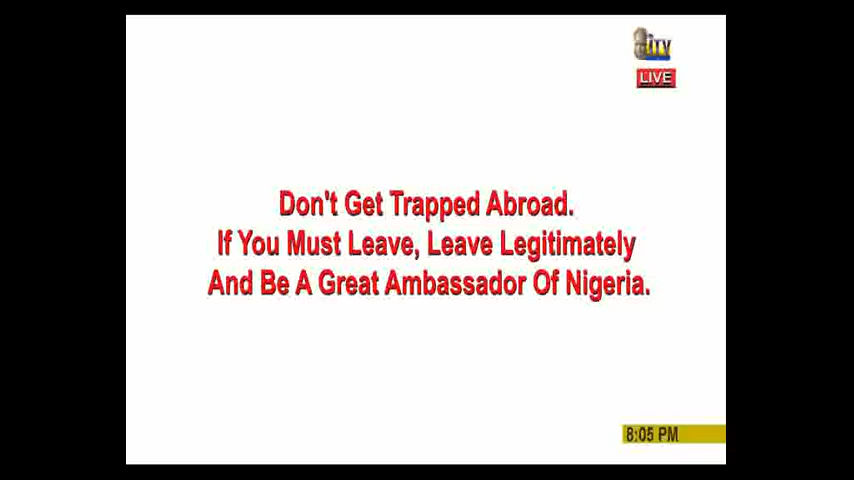 iTV
LIVE
Don't Get Trapped Abroad.
If You Must Leave, Leave Legitimately
And Be A Great Ambassador Of Nigeria.
8:05 PM